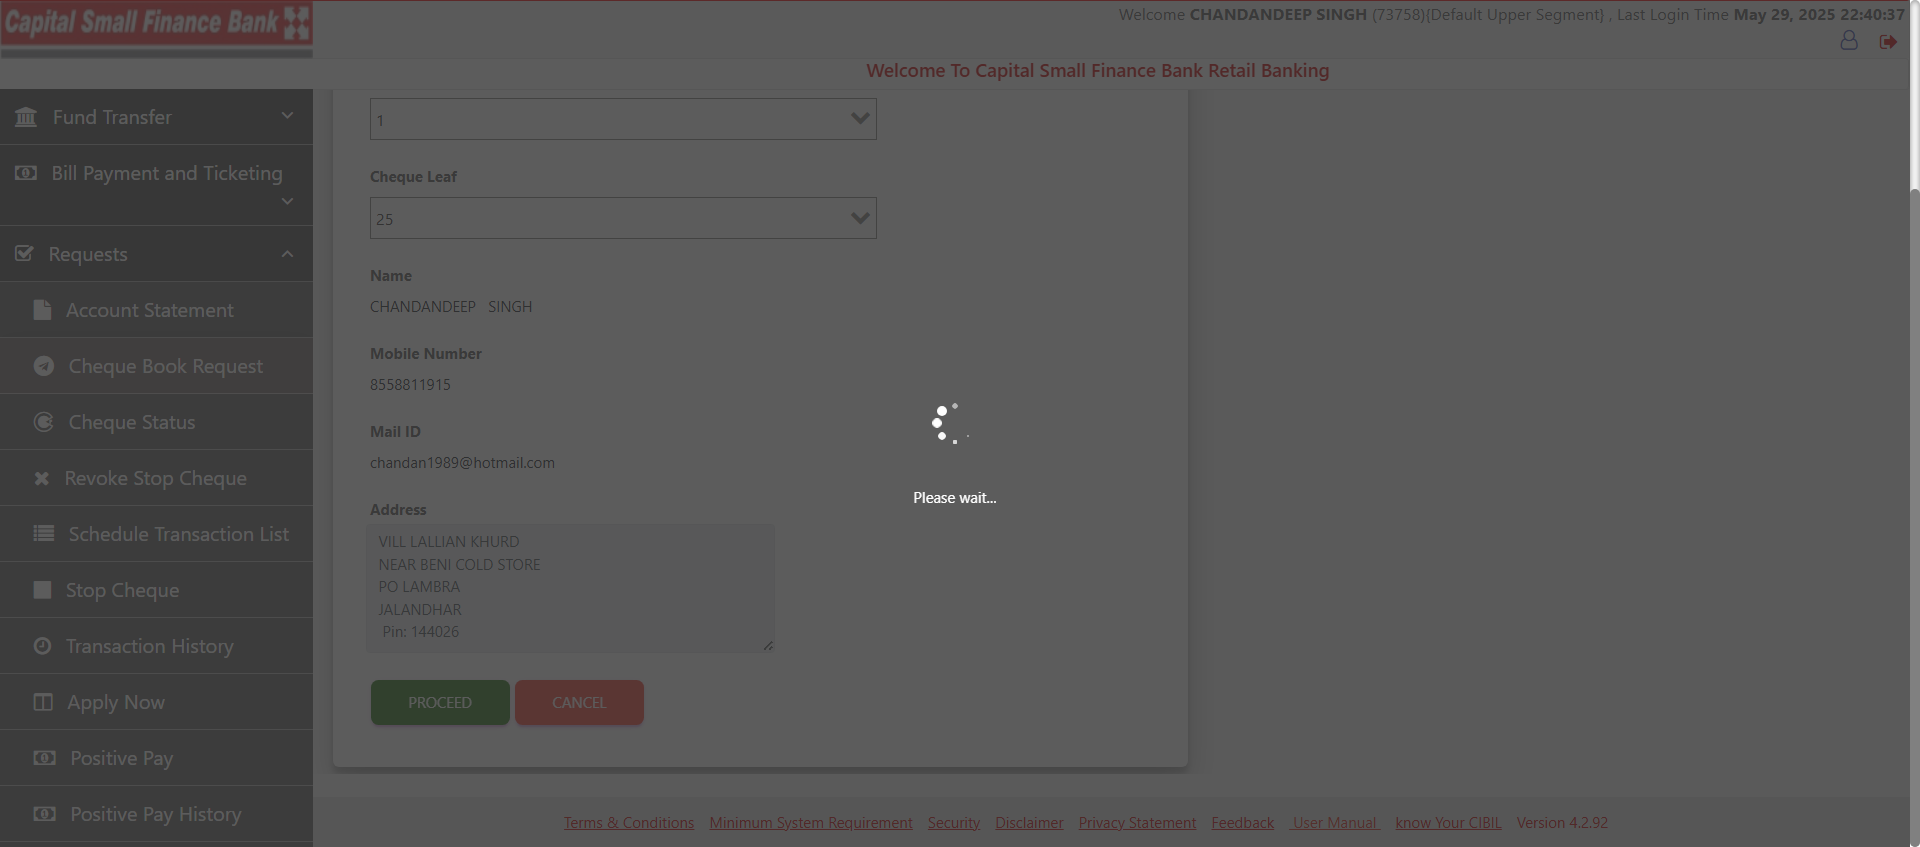 Capital Small Finance Bank
Welcome CHANDANDEEP SINGH (73758){Default Upper Segment} , Last Login Time May 29, 2025 22:40:37
Welcome To Capital Small Finance Bank Retail Banking
Fund Transfer
Bill Payment and Ticketing
Requests
Account Statement
Cheque Book Request
Cheque Status
Revoke Stop Cheque
Schedule Transaction List
Stop Cheque
Transaction History
Apply Now
Positive Pay
Positive Pay History
1
Cheque Leaf
25
Name
CHANDANDEEP SINGH
Mobile Number
8558811915
Mail ID
chandan1989@hotmail.com
Address
VILL LALLIAN KHURD
NEAR BENI COLD STORE
PO LAMBRA
JALANDHAR
Pin: 144026
PROCEED CANCEL
Please wait...
Terms & Conditions Minimum System Requirement Security Disclaimer Privacy Statement Feedback User Manual know Your CIBIL Version 4.2.92